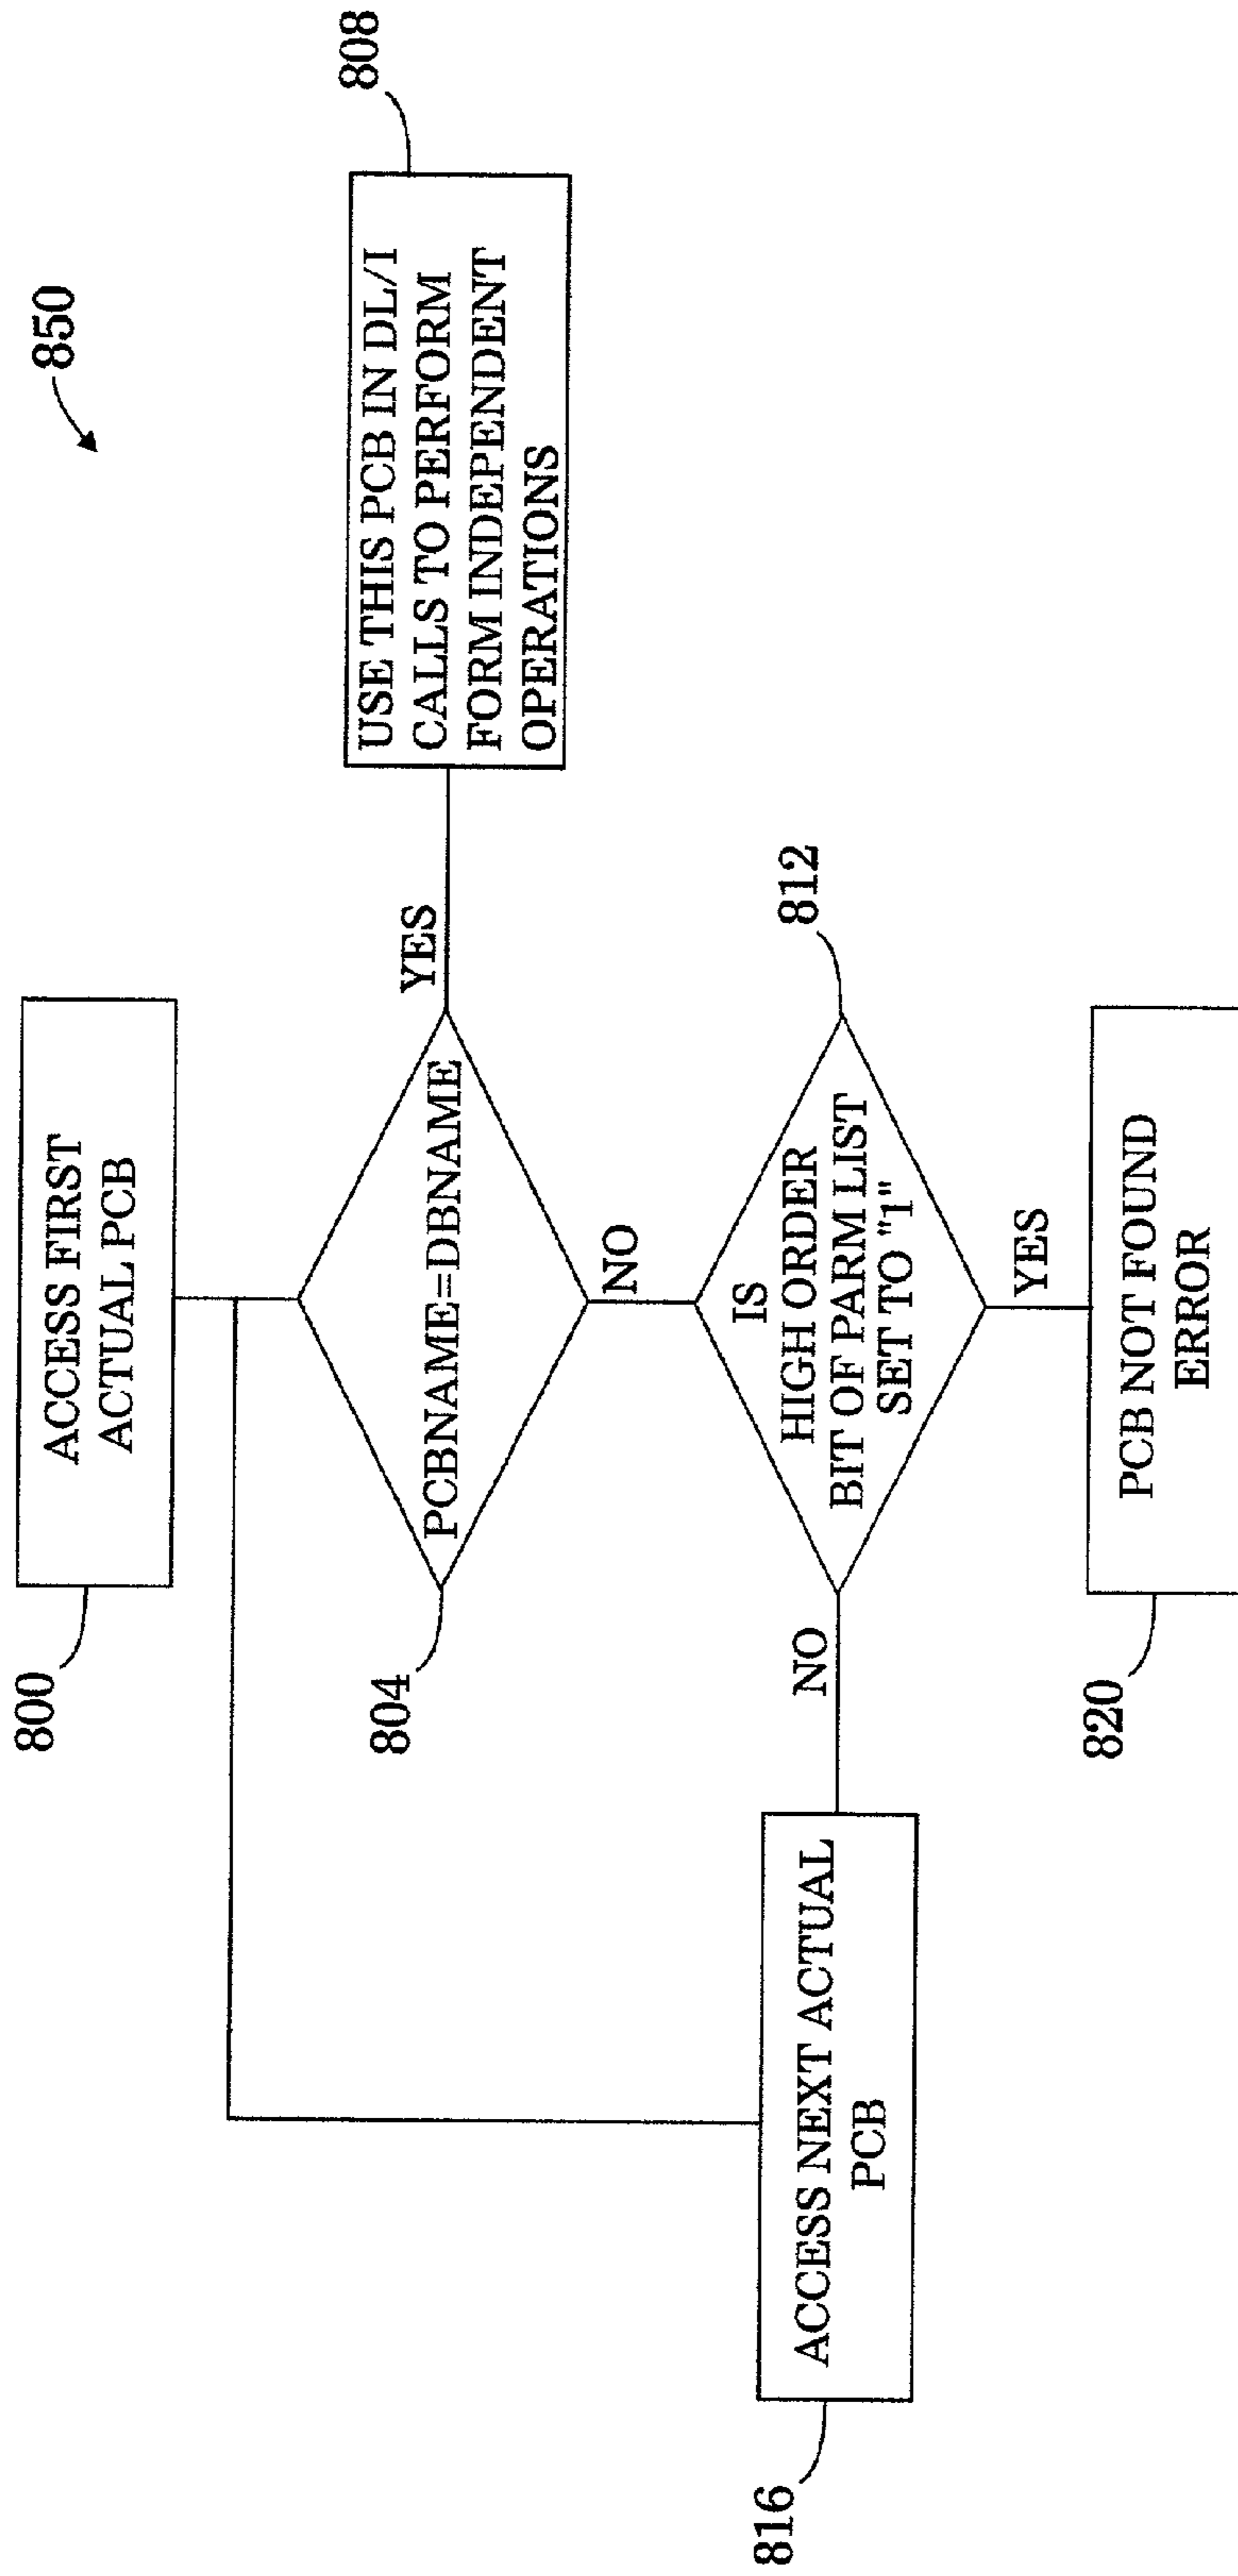 850
800
ACCESS FIRST
ACTUAL PCB
804
PCBNAME=DBNAME
YES
808
USE THIS PCB IN DL/I
CALLS TO PERFORM
FORM INDEPENDENT
OPERATIONS
NO
812
IS
HIGH ORDER
BIT OF PARM LIST
SET TO "1"
NO
816
ACCESS NEXT ACTUAL
PCB
YES
820
PCB NOT FOUND
ERROR